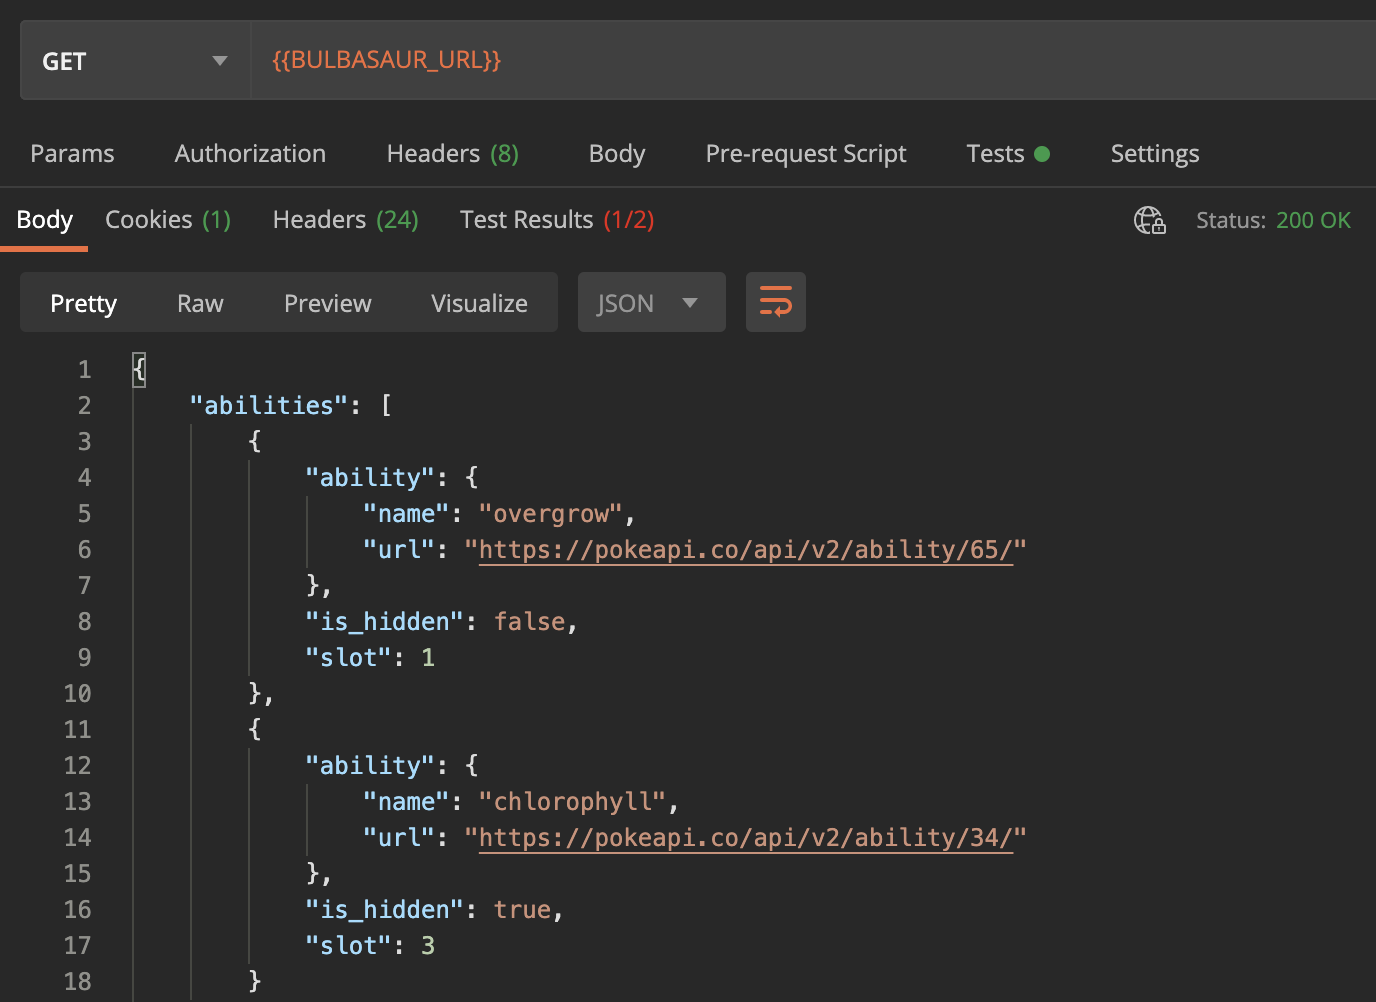 GET {{BULBASAUR_URL}}
Params Authorization Headers (8) Body Pre-request Script Tests Settings
Body Cookies (1) Headers (24) Test Results (1/2) Status: 200 OK
Pretty Raw Preview Visualize JSON
1 {
2 "abilities": [
3 {
4 "ability": {
5 "name": "overgrow",
6 "url": "https://pokeapi.co/api/v2/ability/65/"
7 },
8 "is_hidden": false,
9 "slot": 1
10 },
11 {
12 "ability": {
13 "name": "chlorophyll",
14 "url": "https://pokeapi.co/api/v2/ability/34/"
15 },
16 "is_hidden": true,
17 "slot": 3
18 }